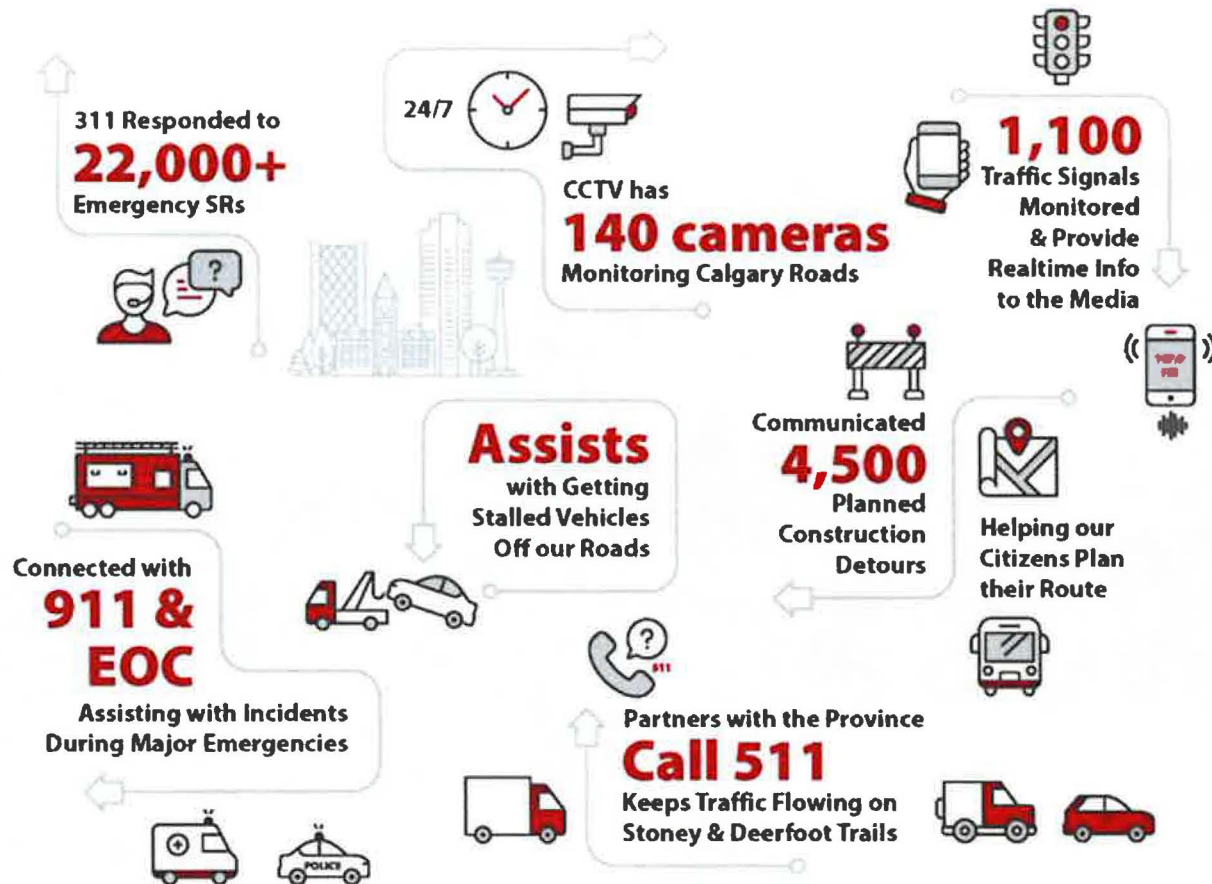 311 Responded to
22,000+
Emergency SRs
24/7
CCTV has
140 cameras
Monitoring Calgary Roads
1,100
Traffic Signals
Monitored
& Provide
Realtime Info
to the Media
Assists
with Getting
Stalled Vehicles
Off our Roads
Communicated
4,500
Planned
Construction
Detours
Helping our
Citizens Plan
their Route
Connected with
911 &
EOC
Assisting with Incidents
During Major Emergencies
POLICE
?
?
511
Partners with the Province
Call 511
Keeps Traffic Flowing on
Stoney & Deerfoot Trails